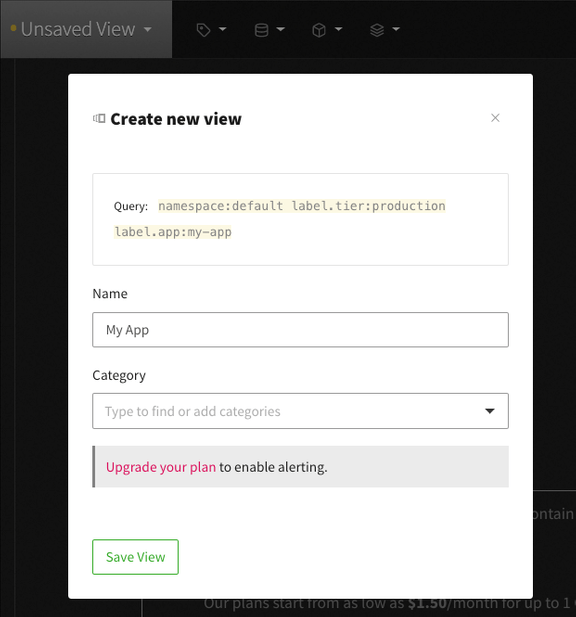 Unsaved View
Create new view
Query: namespace:default label.tier:production
label.app:my-app
Name
My App
Category
Type to find or add categories
Upgrade your plan to enable alerting.
ontain
Save View
Our plans start from as low as $1.50/month for up to 1